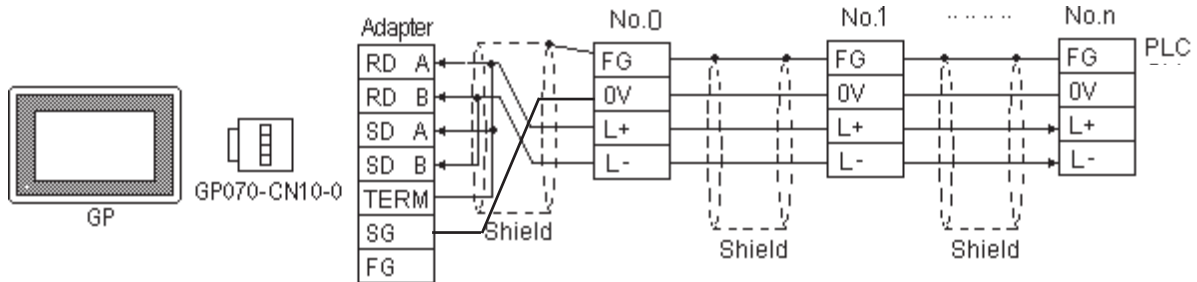 GP
GP070-CN10-0
Adapter
RD A
RD B
SD A
SD B
TERM
SG
FG
Shield
No.0
FG
0V
L+
L-
Shield
No.1
FG
0V
L+
L-
Shield
........
No.n
FG
0V
L+
L-
PLC